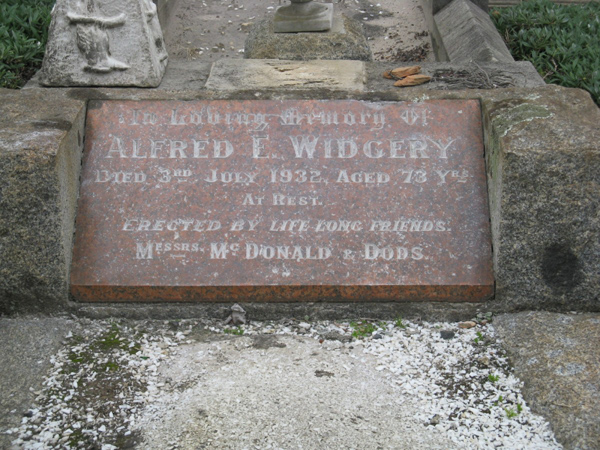 In Loving Memory Of
ALFRED E. WIDGERY
DIED 3RD JULY 1932, AGED 73 YRS.
AT REST.
ERECTED BY LIFE-LONG FRIENDS.
MESSRS. MCDONALD & DODS.